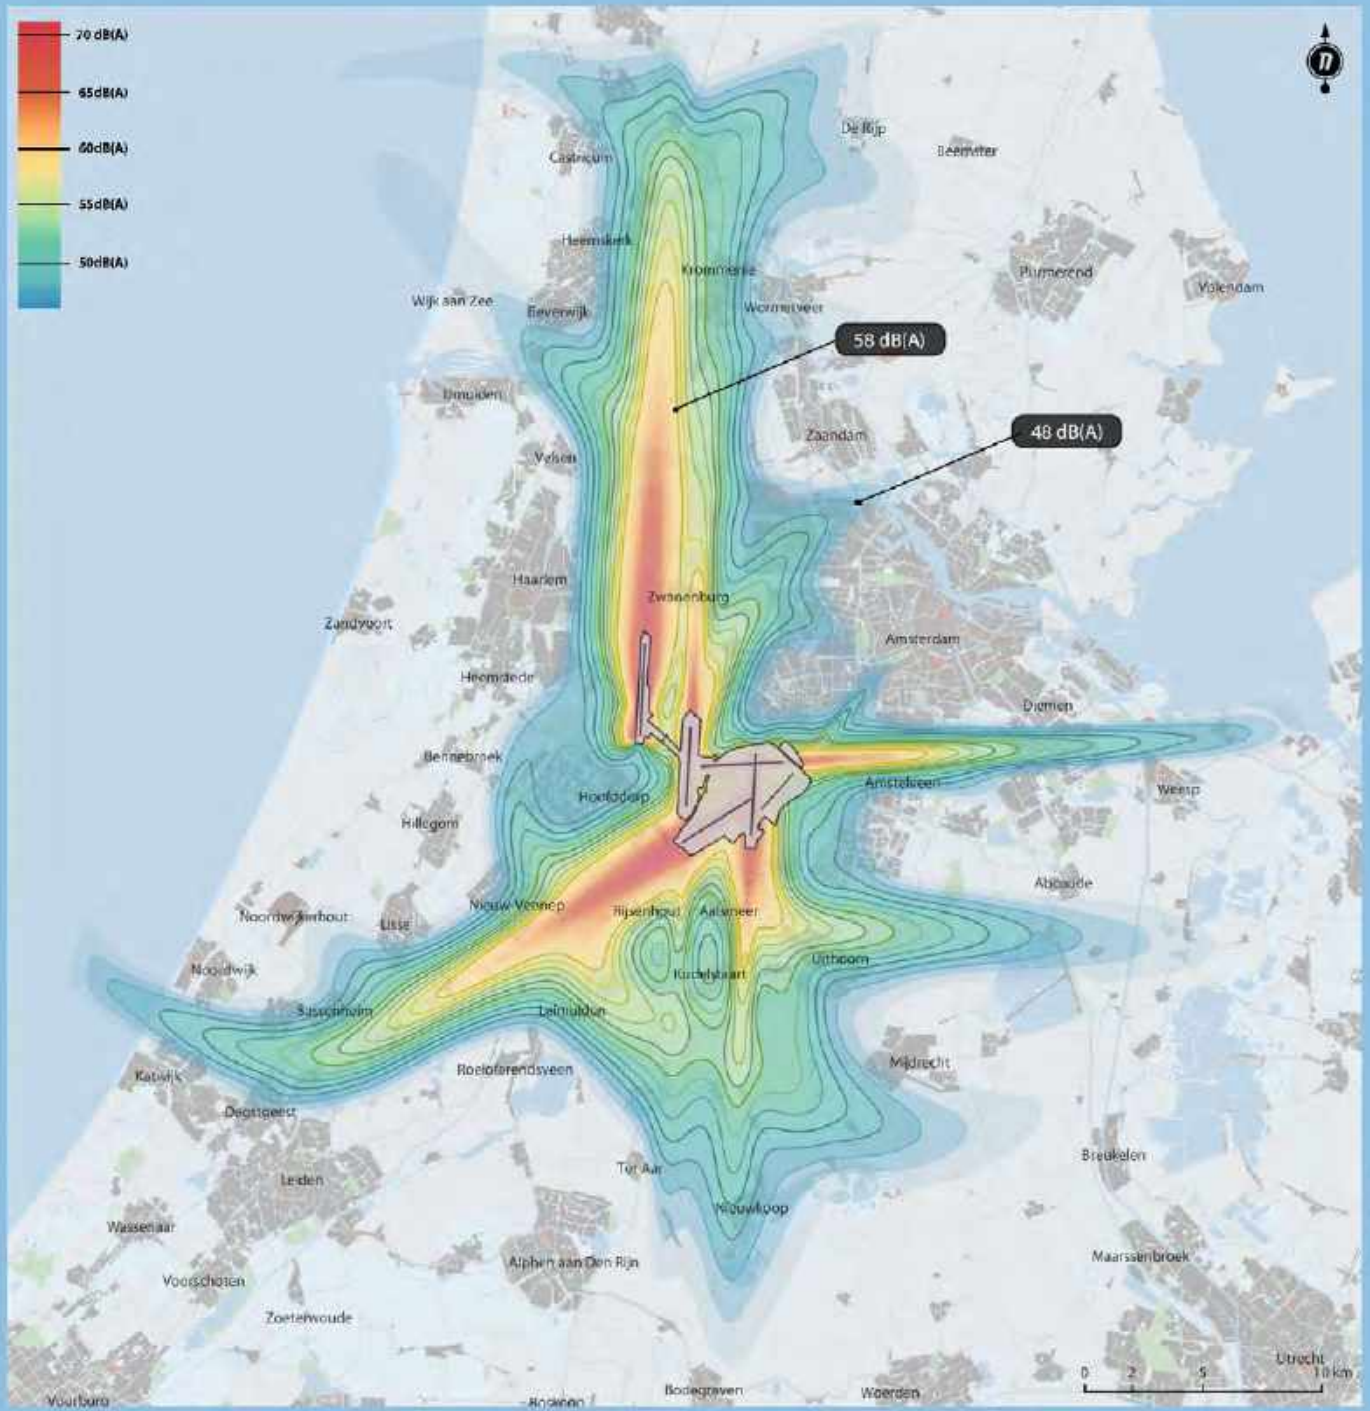 70 dB(A)
65dB(A)
60dB(A)
55dB(A)
50dB(A)
n
De Rijp
Beemster
Castricum
Heemskerk
Krommenie
Purmerend
Volendam
Wijk aan Zee
Beverwijk
Wormerveer
58 dB(A)
IJmuiden
Zaandam
48 dB(A)
Velsen
Haarlem
Zwanenburg
Zandvoort
Amsterdam
Heemstede
Diemen
Bennebroek
Hoofddorp
Amstelveen
Weesp
Hillegom
Abcoude
Nieuw-Vennep
Rijsenhout
Aalsmeer
Noordwijkerhout
Lisse
Uithoorn
Noordwijk
Kudelstaart
Sassenheim
Leimuiden
Mijdrecht
Katwijk
Roelofarendsveen
Oegstgeest
Breukelen
Ter Aar
Leiden
Nieuwkoop
Wassenaar
Maarssenbroek
Alphen aan Den Rijn
Voorschoten
Zoeterwoude
Utrecht
0 2 5 10 km
Bodegraven
Woerden
Voorburg
Boskoop